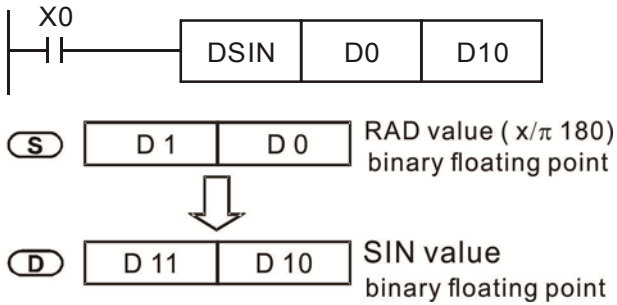 X0
DSIN D0 D10
S D 1 D 0 RAD value ( x/π 180)
binary floating point
D D 11 D 10 SIN value
binary floating point